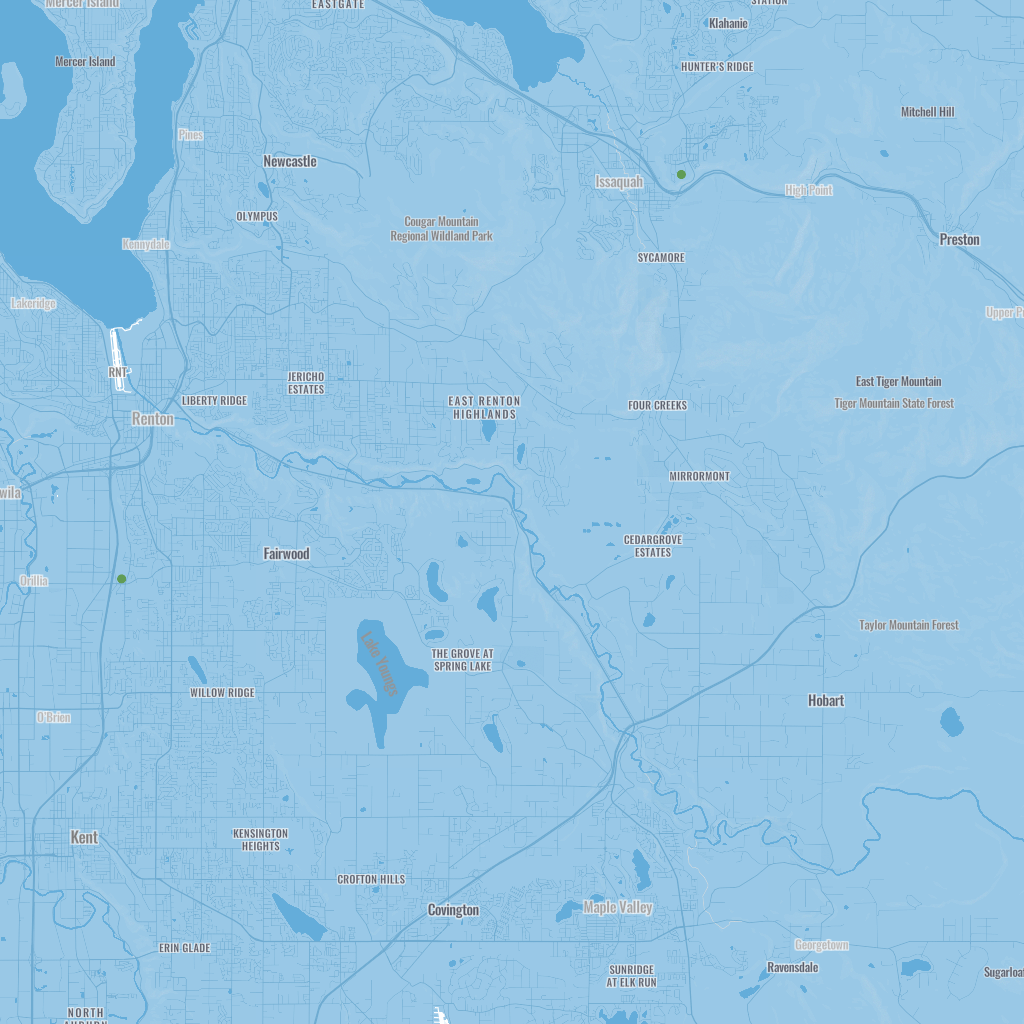 Mercer Island
EASTGATE
STATION
Klahanie
Mercer Island
HUNTER'S RIDGE
Mitchell Hill
Pines
Newcastle
Issaquah
High Point
OLYMPUS
Cougar Mountain
Regional Wildland Park
Kennydale
Preston
SYCAMORE
Lakeridge
Upper Pr
RNT
JERICHO
ESTATES
East Tiger Mountain
LIBERTY RIDGE
EAST RENTON
HIGHLANDS
FOUR CREEKS
Tiger Mountain State Forest
Renton
MIRRORMONT
wila
CEDARGROVE
ESTATES
Fairwood
Orillia
Taylor Mountain Forest
Lake Youngs
THE GROVE AT
SPRING LAKE
WILLOW RIDGE
Hobart
O'Brien
Kent
KENSINGTON
HEIGHTS
CROFTON HILLS
Covington
Maple Valley
ERIN GLADE
Georgetown
Ravensdale
SUNRIDGE
AT ELK RUN
Sugarloaf
NORTH
AUBURN